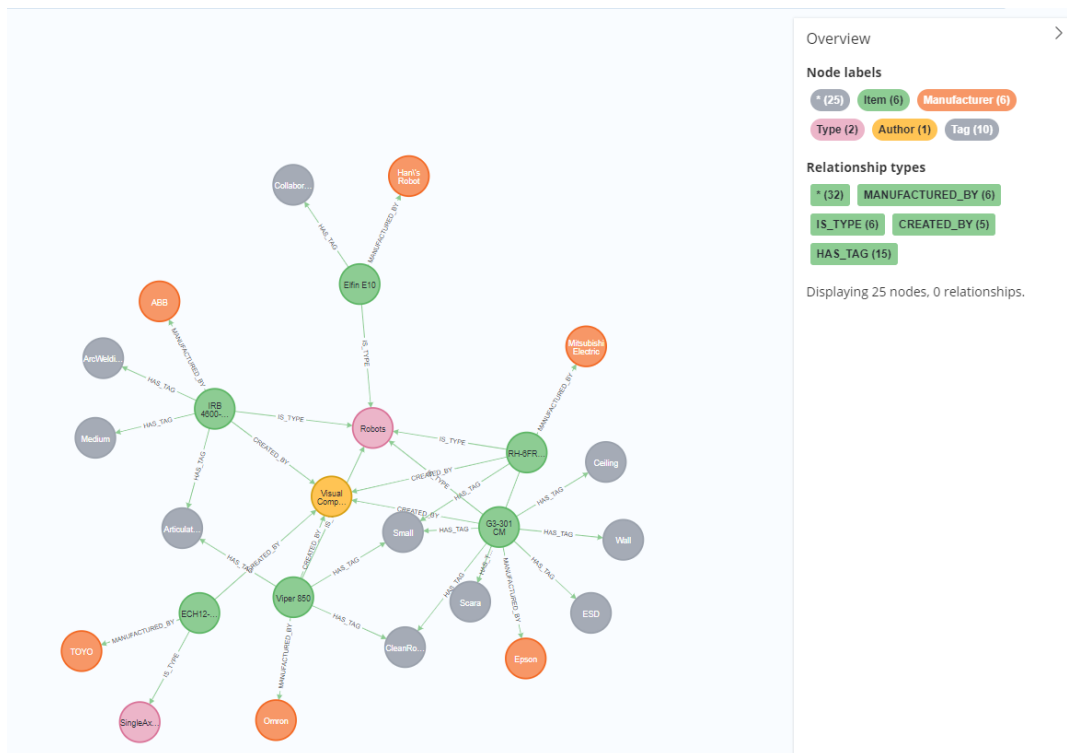 Overview
Node labels
* (25) Item (6) Manufacturer (6)
Type (2) Author (1) Tag (10)
Relationship types
* (32) MANUFACTURED_BY (6)
IS_TYPE (6) CREATED_BY (5)
HAS_TAG (15)
Displaying 25 nodes, 0 relationships.
Collabor...
Han\'s
Robot
HAS_TAG
MANUFACTURED_BY
Elfin E10
IS_TYPE
ABB
MANUFACTURED_BY
Mitsubishi
Electric
ArcWeldi...
HAS_TAG
MANUFACTURED_BY
IRB
4600-...
IS_TYPE
Robots
Medium
HAS_TAG
CREATED_BY
IS_TYPE
RH-6FR...
HAS_TAG
CREATED_BY
HAS_TAG
Ceiling
HAS_TAG
Visual
Comp...
CREATED_BY
Articulat...
Small
HAS_TAG
G3-301
CM
HAS_TAG
Wall
HAS_TAG
CREATED_BY
CREATED_BY
HAS_TAG
HAS_TAG
HAS_TAG
Viper 850
Scara
MANUFACTURED_BY
ESD
ECH12-...
HAS_TAG
MANUFACTURED_BY
TOYO
IS_TYPE
MANUFACTURED_BY
CleanRo...
Epson
SingleAx...
Omron